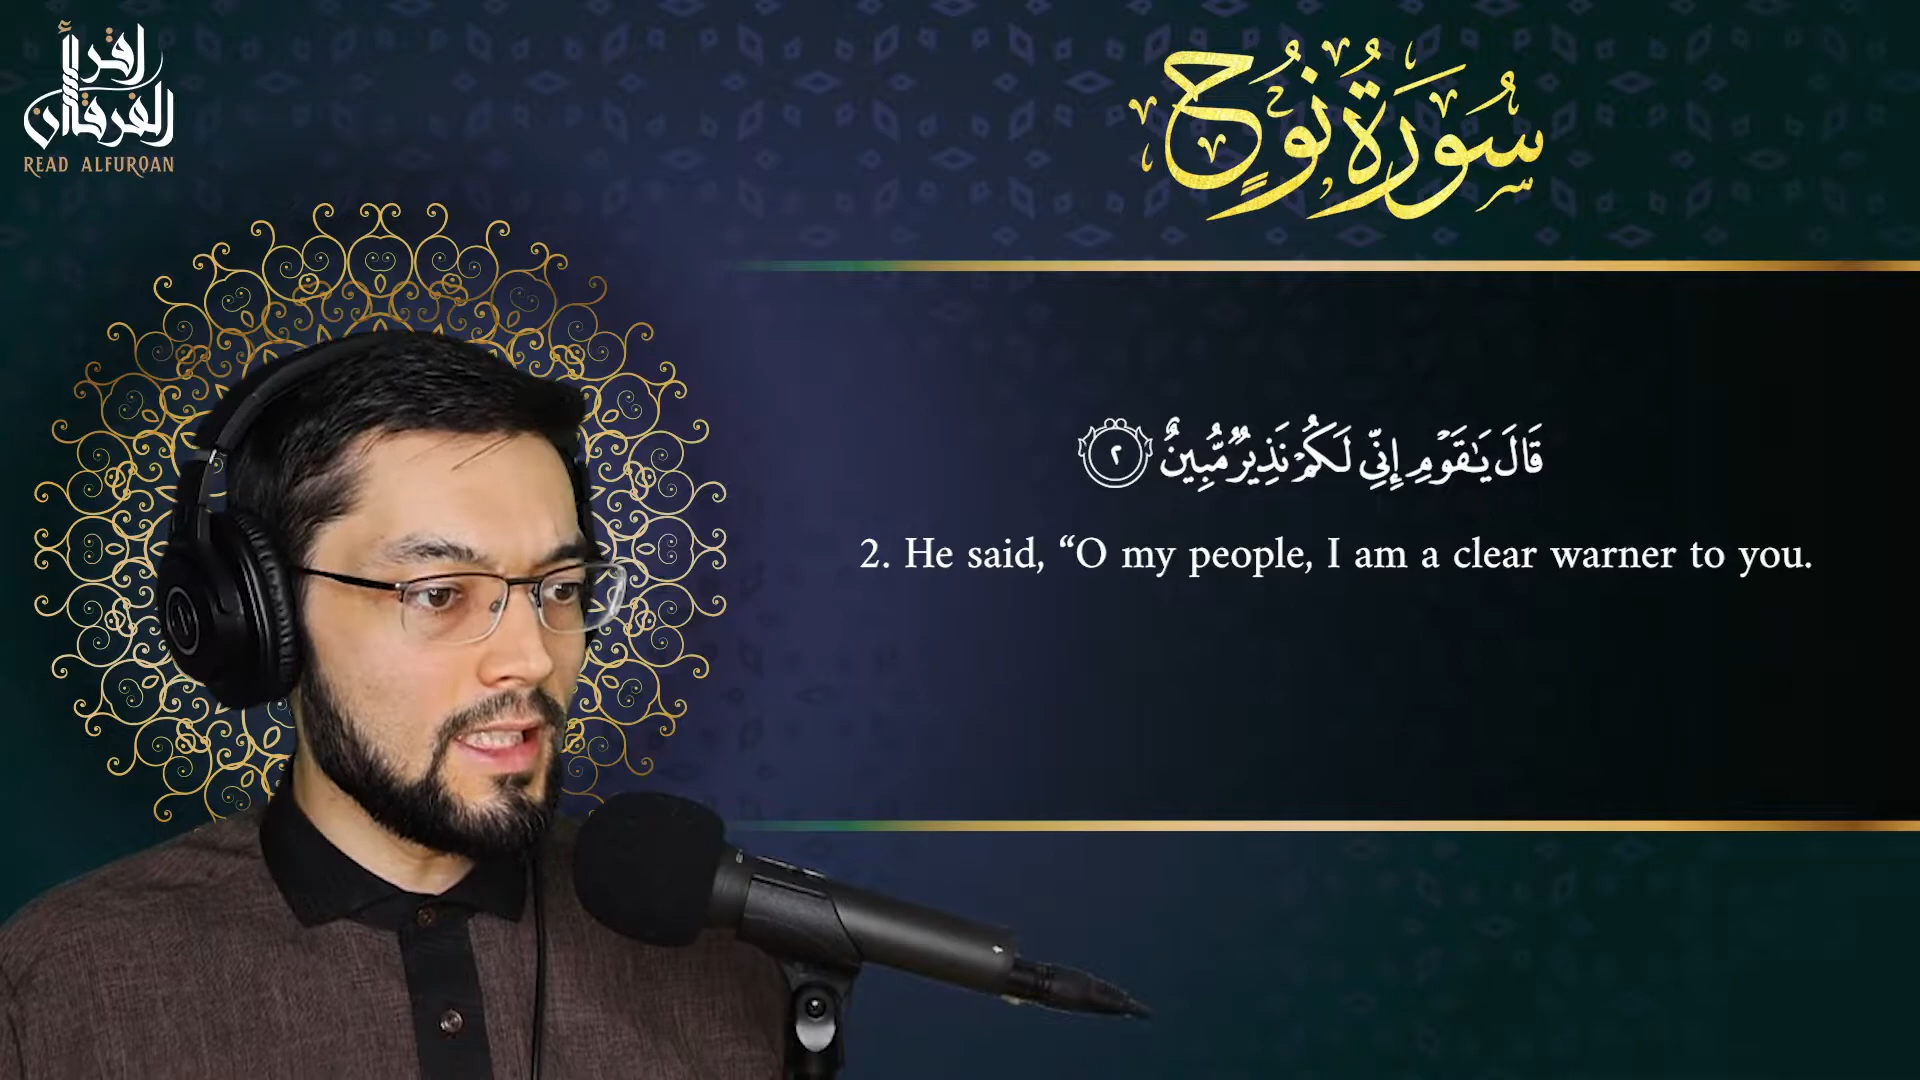 اقرأ
الفرقان
READ ALFURQAN
سُورَةُ نُوحٍ
قَالَ يَـٰقَوْمِ إِنِّى لَكُمْ نَذِيرٌ مُّبِينٌ ٢
2. He said, “O my people, I am a clear warner to you.